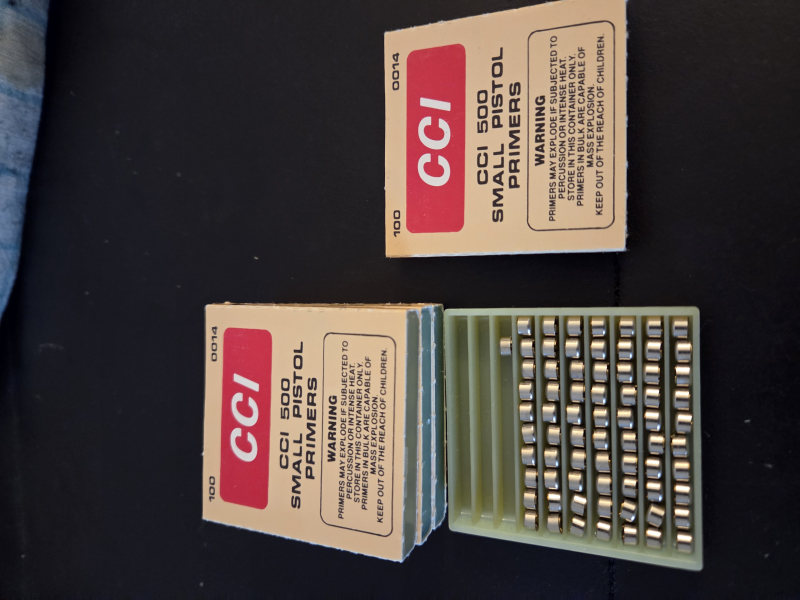 100 0014
CCI
CCI 500
SMALL PISTOL
PRIMERS
WARNING
PRIMERS MAY EXPLODE IF SUBJECTED TO
PERCUSSION OR INTENSE HEAT.
STORE IN THIS CONTAINER ONLY.
PRIMERS IN BULK ARE CAPABLE OF
MASS EXPLOSION.
KEEP OUT OF THE REACH OF CHILDREN.
100 0014
CCI
CCI 500
SMALL PISTOL
PRIMERS
WARNING
PRIMERS MAY EXPLODE IF SUBJECTED TO
PERCUSSION OR INTENSE HEAT.
STORE IN THIS CONTAINER ONLY.
PRIMERS IN BULK ARE CAPABLE OF
MASS EXPLOSION.
KEEP OUT OF THE REACH OF CHILDREN.